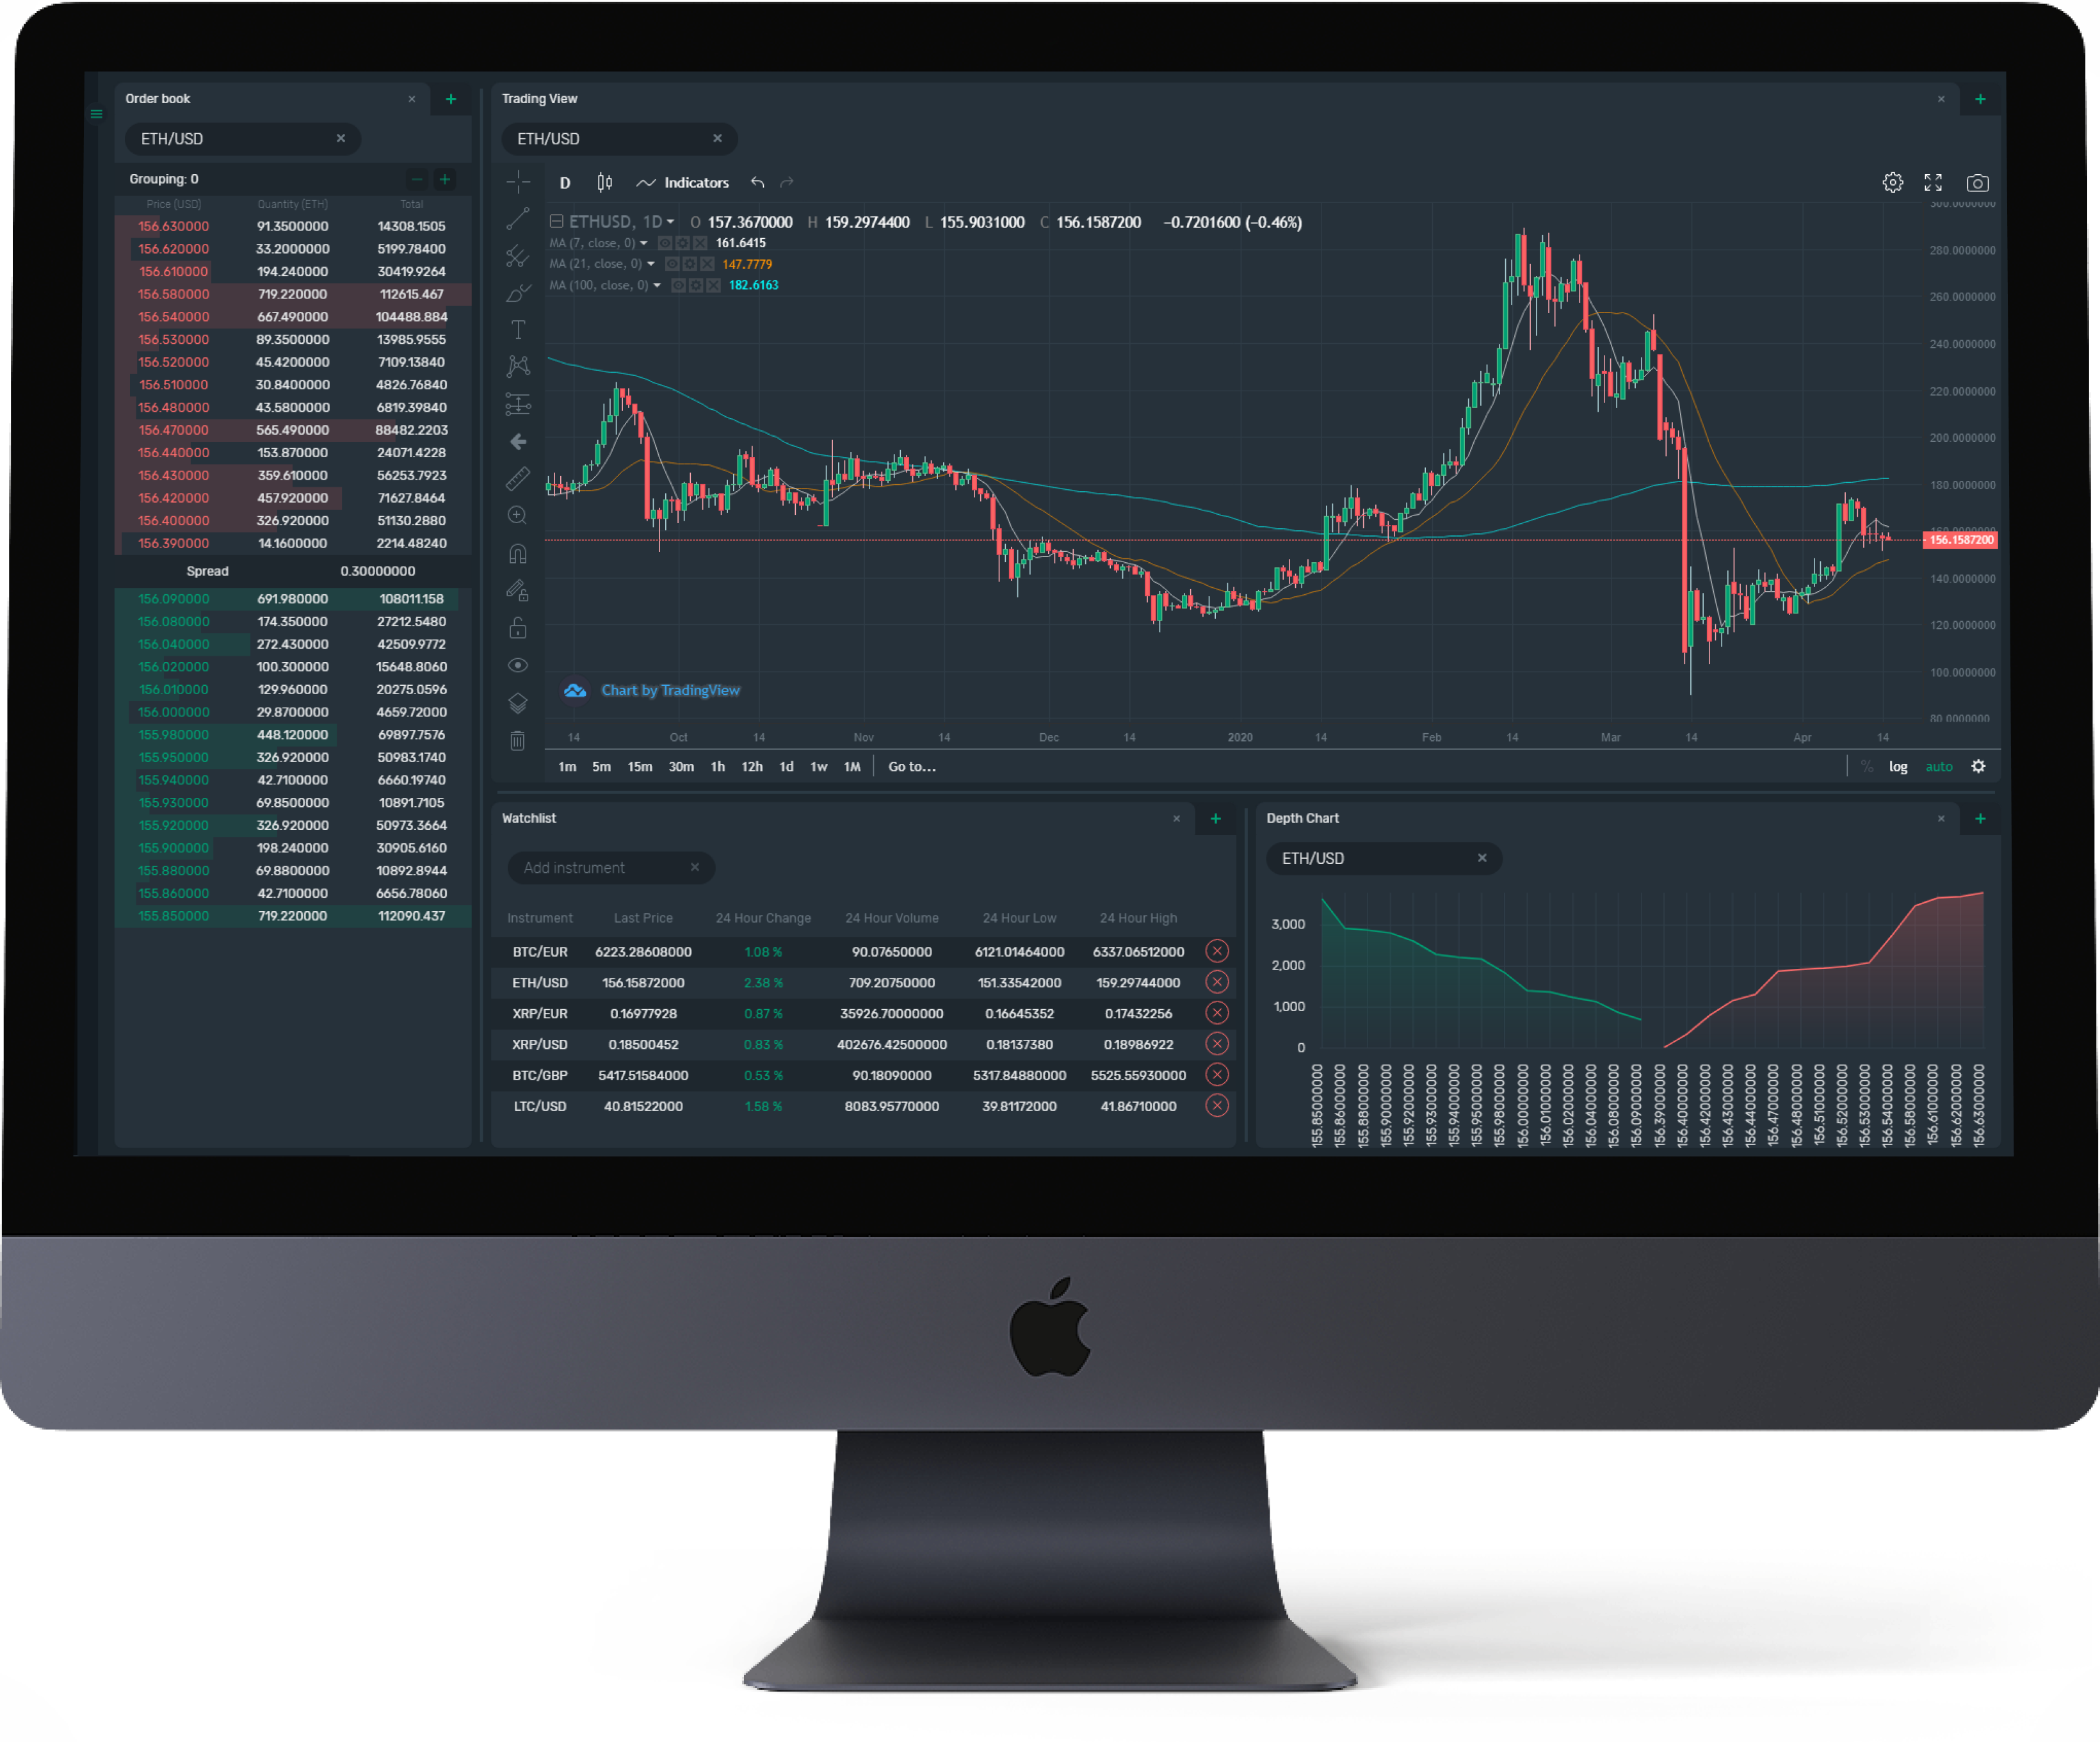 Order book
ETH/USD
Grouping: 0
Price (USD) Quantity (ETH) Total
156.630000 91.3500000 14308.1505
156.620000 33.2000000 5199.78400
156.610000 194.240000 30419.9264
156.580000 719.220000 112615.467
156.540000 667.490000 104488.884
156.530000 89.3500000 13985.9555
156.520000 45.4200000 7109.13840
156.510000 30.8400000 4826.76840
156.480000 43.5800000 6819.39840
156.470000 565.490000 88482.2203
156.440000 153.870000 24071.4228
156.430000 359.610000 56253.7923
156.420000 457.920000 71627.8464
156.400000 326.920000 51130.2880
156.390000 14.1600000 2214.48240
Spread 0.30000000
156.090000 691.980000 108011.158
156.080000 174.350000 27212.5480
156.040000 272.430000 42509.9772
156.020000 100.300000 15648.8060
156.010000 129.960000 20275.0596
156.000000 29.8700000 4659.72000
155.980000 448.120000 69897.7576
155.950000 326.920000 50983.1740
155.940000 42.7100000 6660.19740
155.930000 69.8500000 10891.7105
155.920000 326.920000 50973.3664
155.900000 198.240000 30905.6160
155.880000 69.8800000 10892.8944
155.860000 42.7100000 6656.78060
155.850000 719.220000 112090.437
Trading View
ETH/USD
D Indicators
ETHUSD, 1D O 157.3670000 H 159.2974400 L 155.9031000 C 156.1587200 −0.7201600 (−0.46%)
MA (7, close, 0) 161.6415
MA (21, close, 0) 147.7779
MA (100, close, 0) 182.6163
300.0000000
280.0000000
260.0000000
240.0000000
220.0000000
200.0000000
180.0000000
160.0000000
156.1587200
140.0000000
120.0000000
100.0000000
80.0000000
Chart by TradingView
14 Oct 14 Nov 14 Dec 14 2020 14 Feb 14 Mar 14 Apr 14
1m 5m 15m 30m 1h 12h 1d 1w 1M Go to... % log auto
Watchlist
Add instrument
Instrument Last Price 24 Hour Change 24 Hour Volume 24 Hour Low 24 Hour High
BTC/EUR 6223.28608000 1.08 % 90.07650000 6121.01464000 6337.06512000
ETH/USD 156.15872000 2.38 % 709.20750000 151.33542000 159.29744000
XRP/EUR 0.16977928 0.87 % 35926.70000000 0.16645352 0.17432256
XRP/USD 0.18500452 0.83 % 402676.42500000 0.18137380 0.18986922
BTC/GBP 5417.51584000 0.53 % 90.18090000 5317.84880000 5525.55930000
LTC/USD 40.81522000 1.58 % 8083.95770000 39.81172000 41.86710000
Depth Chart
ETH/USD
3,000
2,000
1,000
0
155.85000000
155.86000000
155.88000000
155.90000000
155.92000000
155.93000000
155.94000000
155.95000000
155.98000000
156.00000000
156.01000000
156.02000000
156.04000000
156.08000000
156.09000000
156.39000000
156.40000000
156.42000000
156.43000000
156.44000000
156.47000000
156.48000000
156.51000000
156.52000000
156.53000000
156.54000000
156.58000000
156.61000000
156.62000000
156.63000000